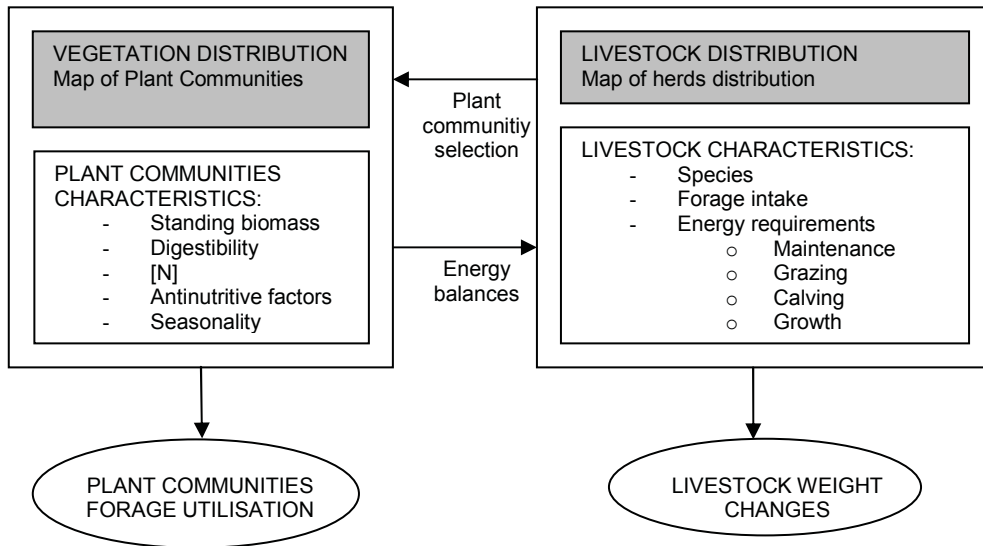 VEGETATION DISTRIBUTION
Map of Plant Communities
PLANT COMMUNITIES
CHARACTERISTICS:
- Standing biomass
- Digestibility
- [N]
- Antinutritive factors
- Seasonality
Plant
communitiy
selection
Energy
balances
LIVESTOCK DISTRIBUTION
Map of herds distribution
LIVESTOCK CHARACTERISTICS:
- Species
- Forage intake
- Energy requirements
o Maintenance
o Grazing
o Calving
o Growth
PLANT COMMUNITIES
FORAGE UTILISATION
LIVESTOCK WEIGHT
CHANGES